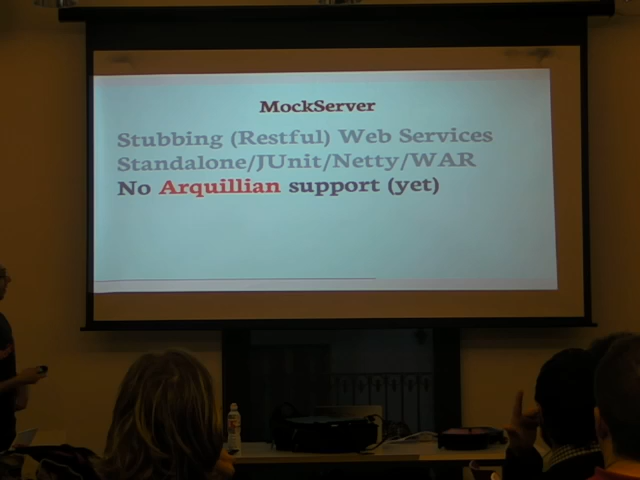 MockServer
Stubbing (Restful) Web Services
Standalone/JUnit/Netty/WAR
No Arquillian support (yet)